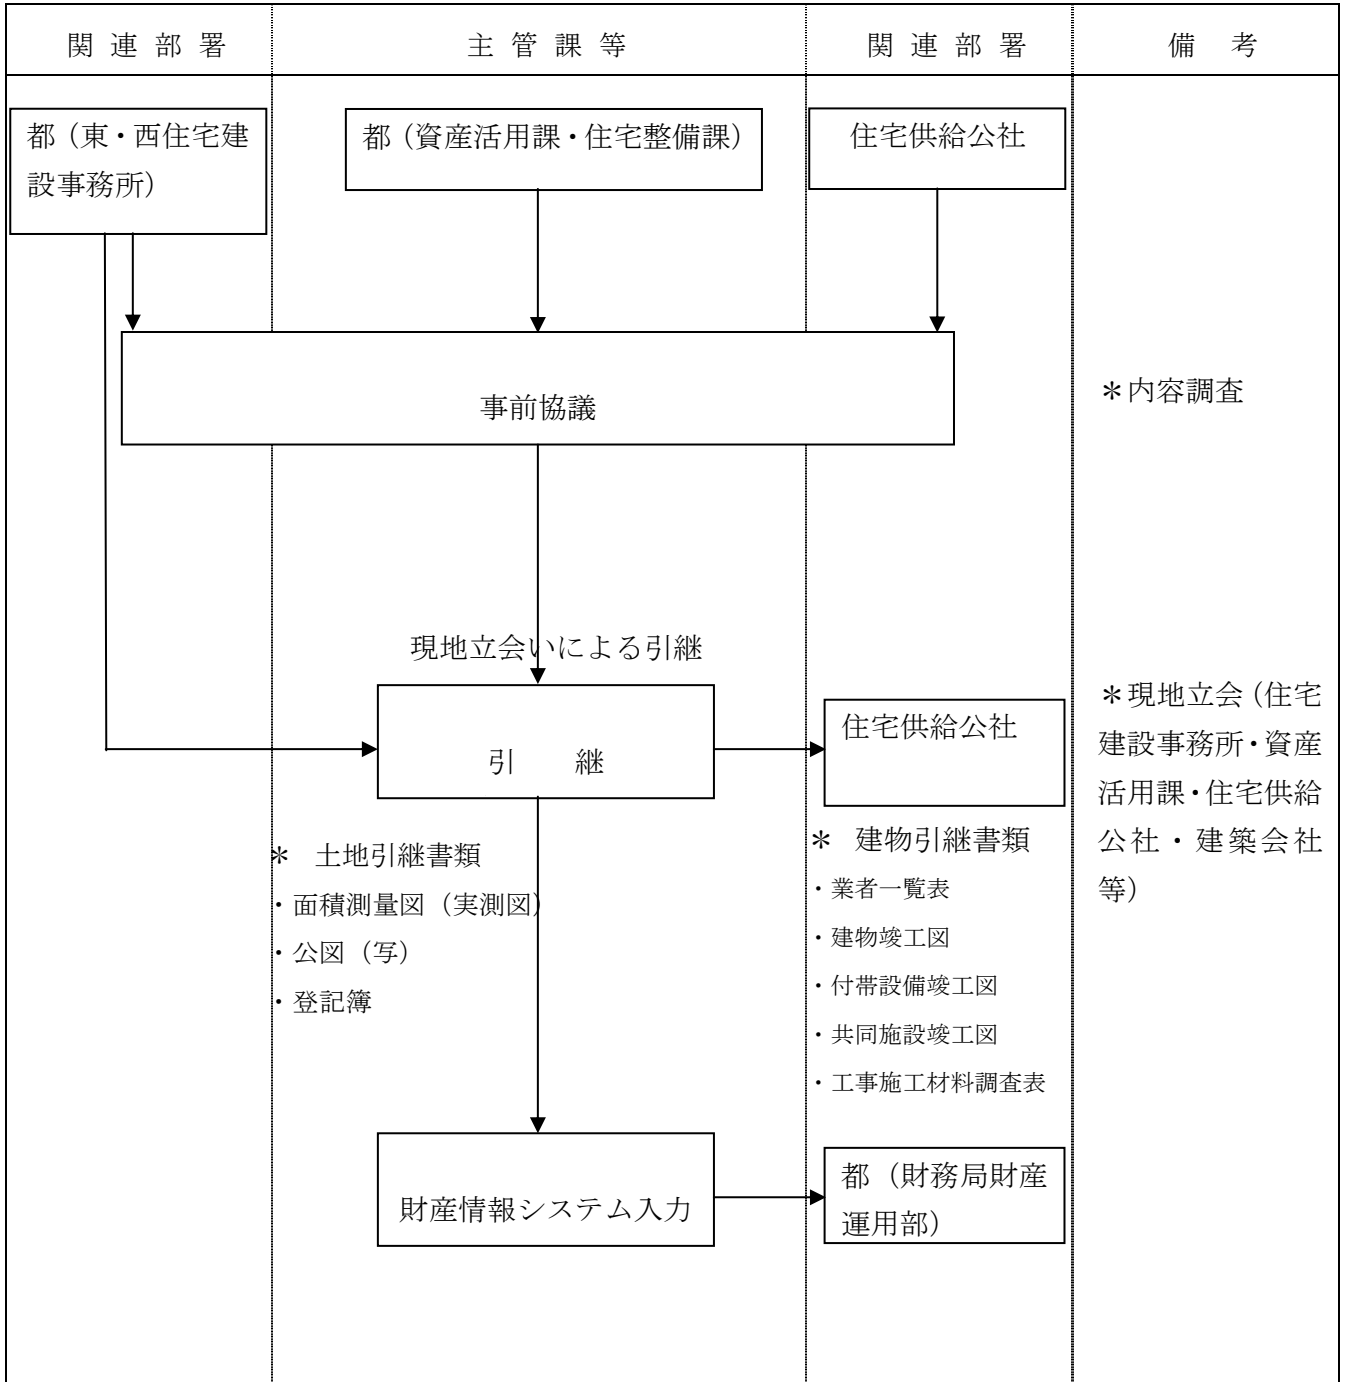 関連部署
主管課等
関連部署
備　考
都（東・西住宅建
設事務所）
都（資産活用課・住宅整備課）
住宅供給公社
事前協議
＊内容調査
現地立会いによる引継
引　　継
住宅供給公社
＊現地立会（住宅
建設事務所・資産
活用課・住宅供給
公社・建築会社
等）
＊　土地引継書類
・面積測量図（実測図）
・公図（写）
・登記簿
＊　建物引継書類
・業者一覧表
・建物竣工図
・付帯設備竣工図
・共同施設竣工図
・工事施工材料調査表
財産情報システム入力
都（財務局財産
運用部）